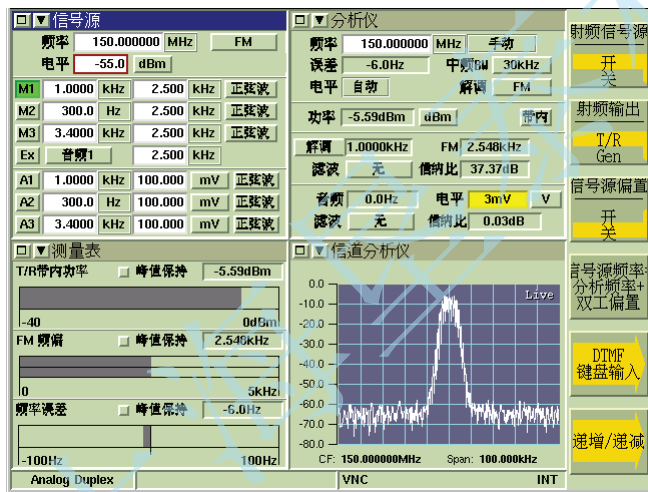 信号源
频率 150.000000 MHz FM
电平 -55.0 dBm
M1 1.0000 kHz 2.500 kHz 正弦波
M2 300.0 Hz 2.500 kHz 正弦波
M3 3.4000 kHz 2.500 kHz 正弦波
Ex 音频1 2.500 kHz
A1 1.0000 kHz 100.000 mV 正弦波
A2 300.0 Hz 100.000 mV 正弦波
A3 3.4000 kHz 100.000 mV 正弦波
分析仪
频率 150.000000 MHz 手动
误差 -6.0Hz 中频BW 30kHz
电平 自动 解调 FM
功率 -5.59dBm dBm 带内
解调 1.0000kHz FM 2.548kHz
滤波 无 信纳比 37.37dB
音频 0.0Hz 电平 3mV V
滤波 无 信纳比 0.03dB
测量表
T/R带内功率 峰值保持 -5.59dBm
-40 0dBm
FM 频偏 峰值保持 2.548kHz
0 5kHz
频率误差 峰值保持 -6.0Hz
-100Hz 100Hz
信道分析仪
Live
0.0
-10.0
-20.0
-30.0
-40.0
-50.0
-60.0
-70.0
-80.0
CF: 150.000000MHz Span: 100.000kHz
Analog Duplex VNC INT
射频信号源
开
关
射频输出
T/R
Gen
信号源偏置
开
关
信号源频率=
分析频率+
双工偏置
DTMF
键盘输入
递增/递减